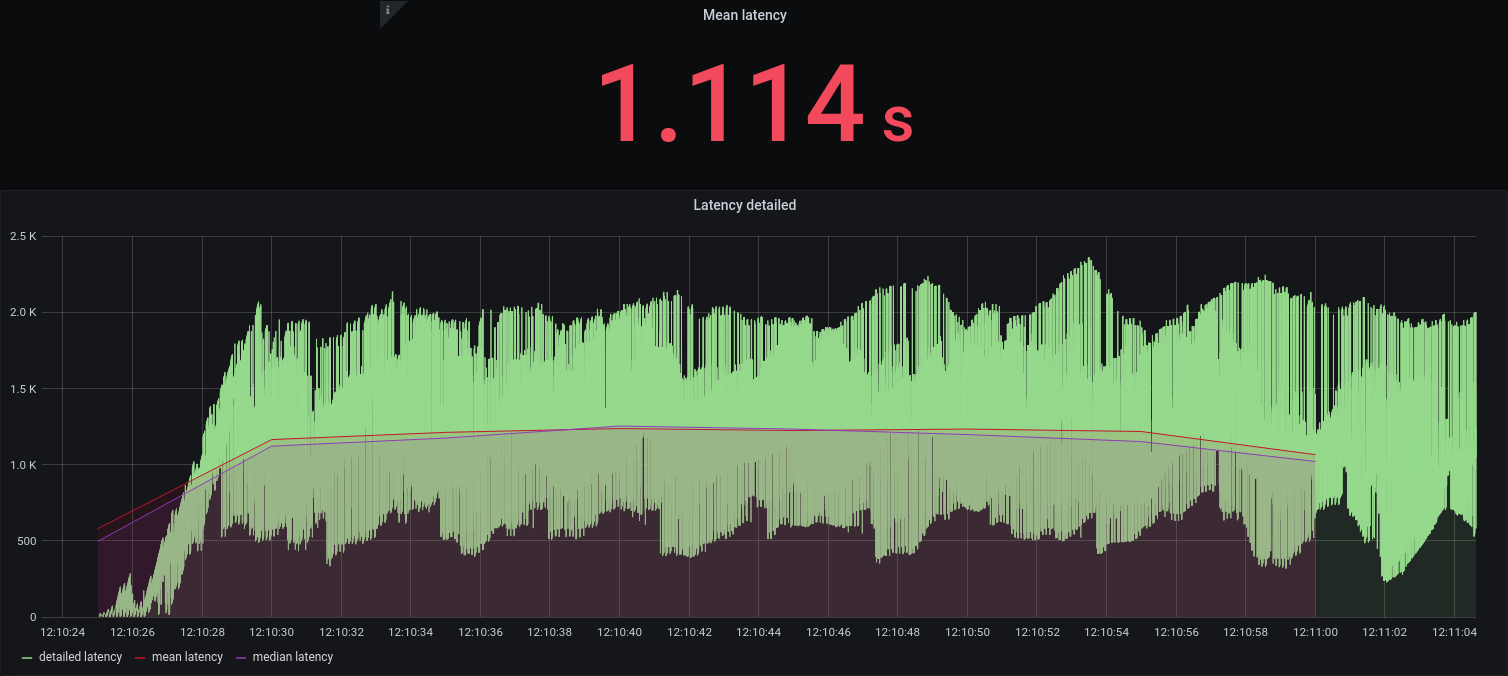 i
Mean latency
1.114 s
Latency detailed
2.5 K
2.0 K
1.5 K
1.0 K
500
0
12:10:24 12:10:26 12:10:28 12:10:30 12:10:32 12:10:34 12:10:36 12:10:38 12:10:40 12:10:42 12:10:44 12:10:46 12:10:48 12:10:50 12:10:52 12:10:54 12:10:56 12:10:58 12:11:00 12:11:02 12:11:04
detailed latency mean latency median latency